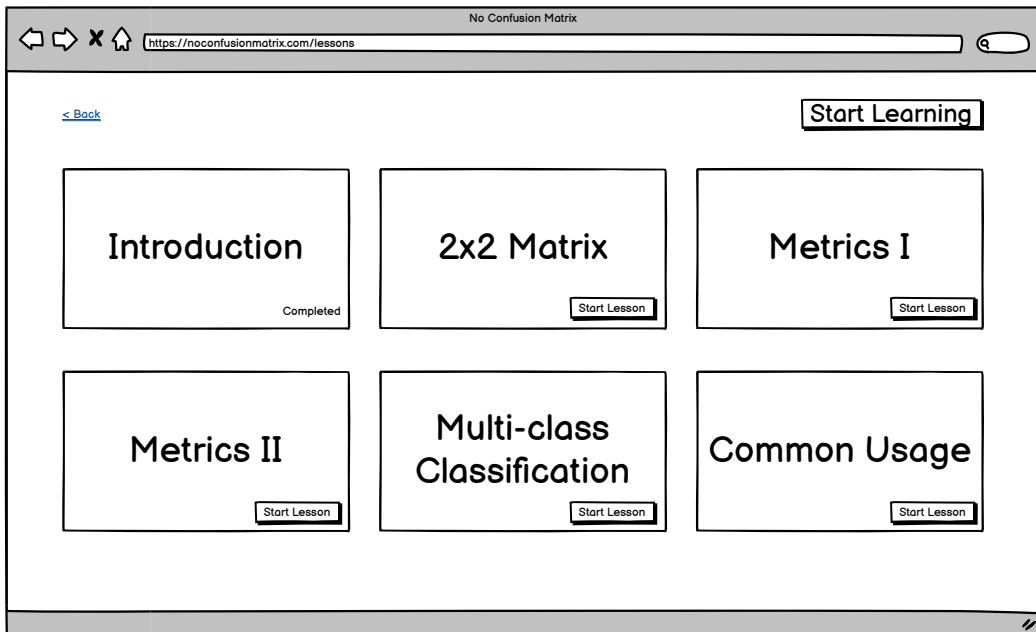 No Confusion Matrix
https://noconfusionmatrix.com/lessons
< Back
Start Learning
Introduction
Completed
2x2 Matrix
Start Lesson
Metrics I
Start Lesson
Metrics II
Start Lesson
Multi-class
Classification
Start Lesson
Common Usage
Start Lesson